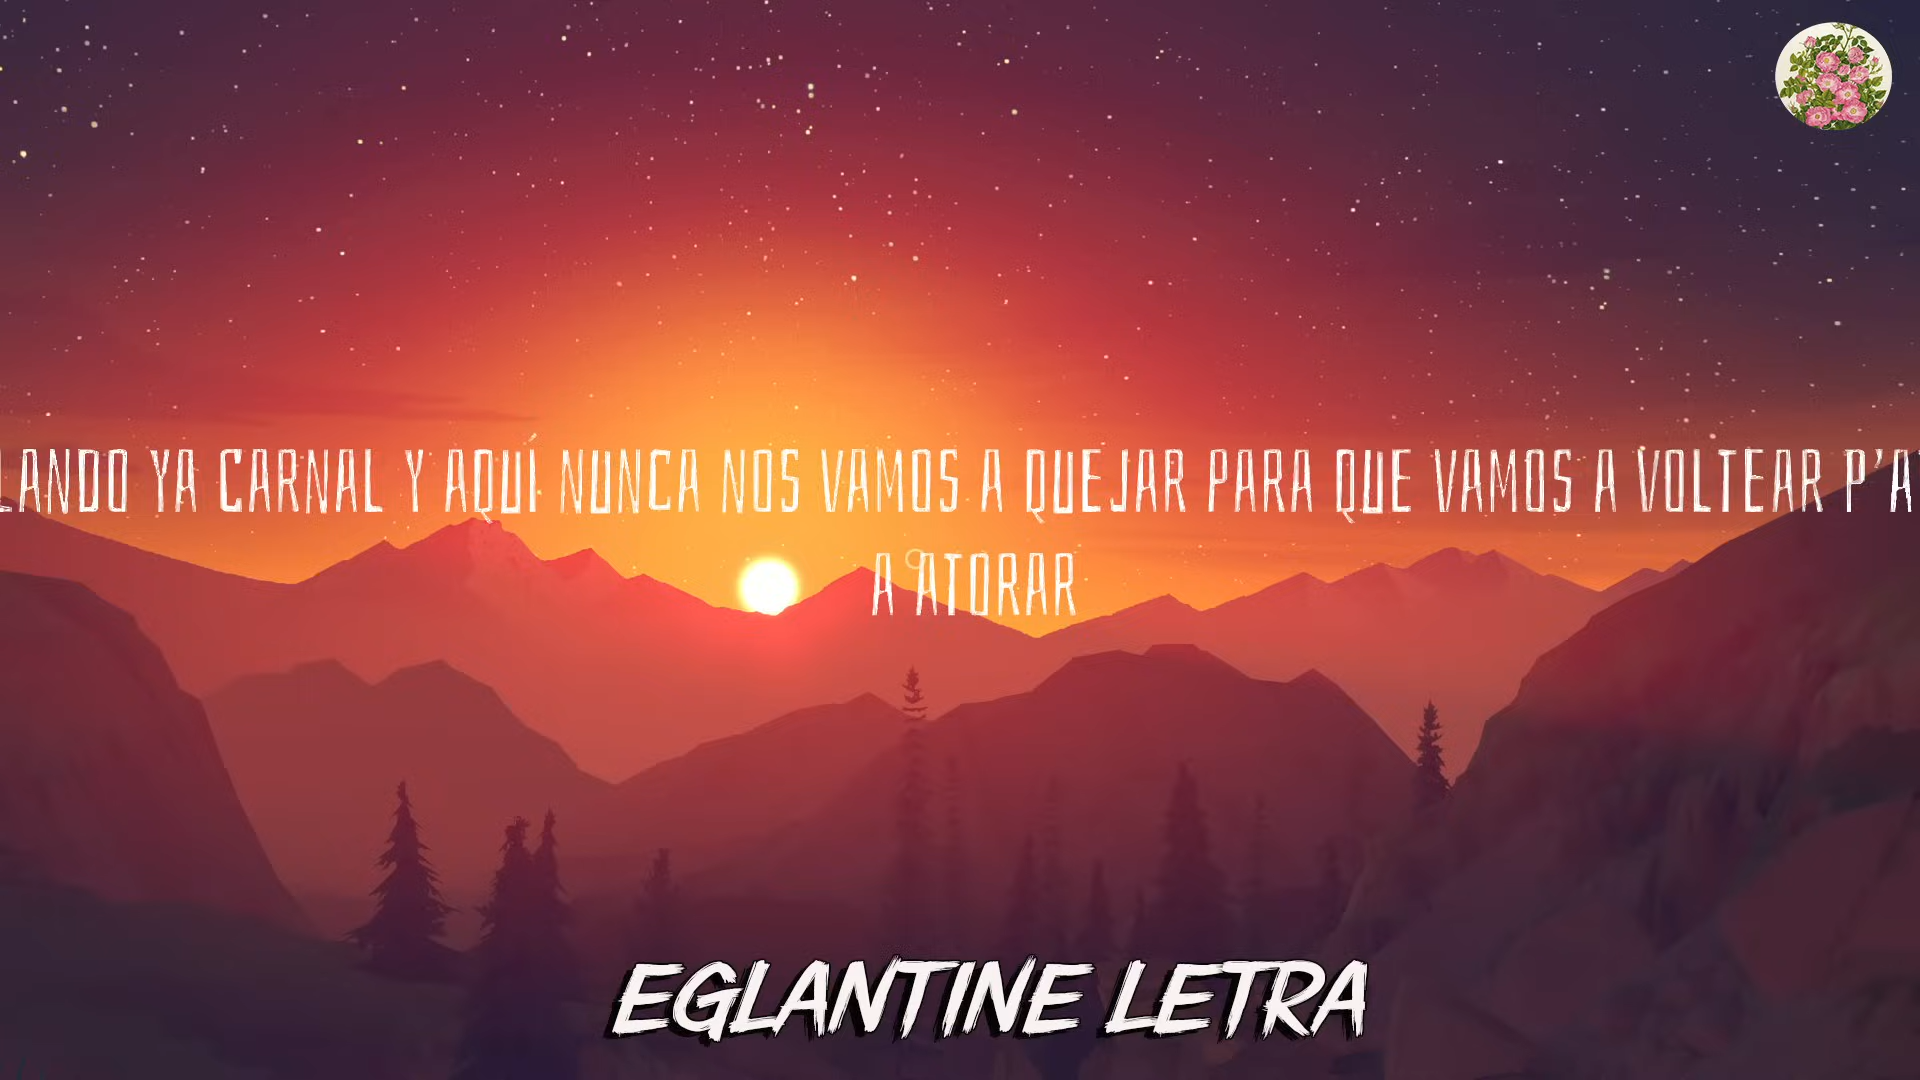 LANDO YA CARNAL Y AQUÍ NUNCA NOS VAMOS A QUEJAR PARA QUE VAMOS A VOLTEAR
A ATORAR
EGLANTINE LETRA